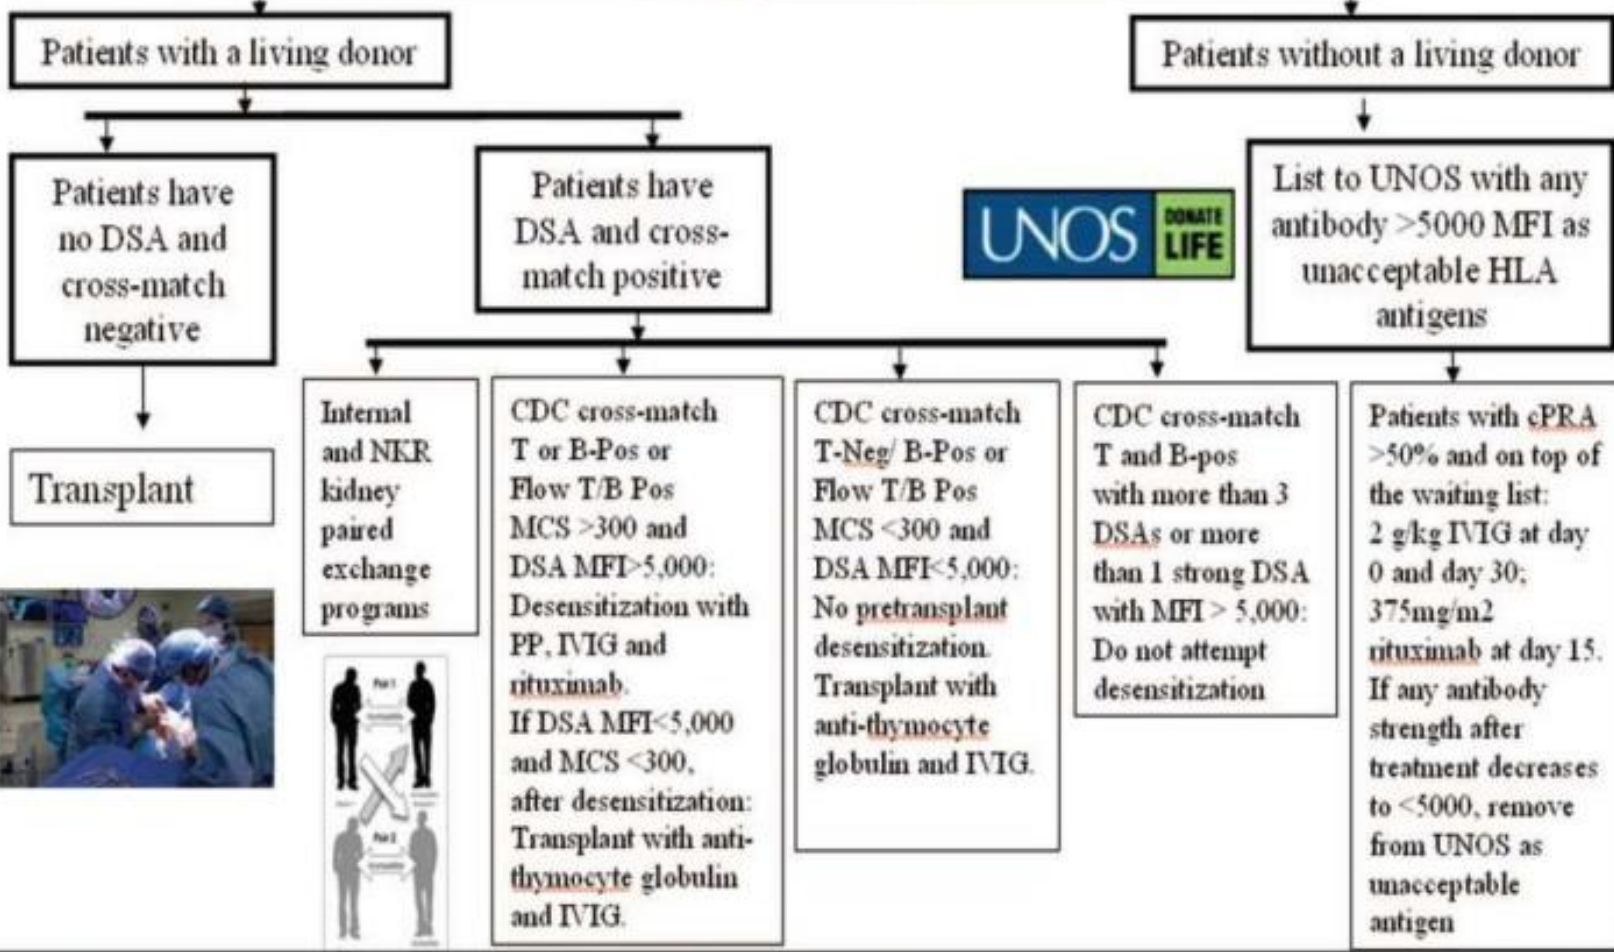 Patients with a living donor
Patients without a living donor
Patients have
no DSA and
cross-match
negative
Patients have
DSA and cross-
match positive
UNOS
DONATE
LIFE
List to UNOS with any
antibody >5000 MFI as
unacceptable HLA
antigens
Transplant
Internal
and NKR
kidney
paired
exchange
programs
CDC cross-match
T or B-Pos or
Flow T/B Pos
MCS >300 and
DSA MFI>5,000:
Desensitization with
PP, IVIG and
rituximab.
If DSA MFI<5,000
and MCS <300,
after desensitization:
Transplant with anti-
thymocyte globulin
and IVIG.
CDC cross-match
T-Neg/ B-Pos or
Flow T/B Pos
MCS <300 and
DSA MFI<5,000:
No pretransplant
desensitization.
Transplant with
anti-thymocyte
globulin and IVIG.
CDC cross-match
T and B-pos
with more than 3
DSAs or more
than 1 strong DSA
with MFI > 5,000:
Do not attempt
desensitization
Patients with cPRA
>50% and on top of
the waiting list:
2 g/kg IVIG at day
0 and day 30;
375mg/m2
rituximab at day 15.
If any antibody
strength after
treatment decreases
to <5000, remove
from UNOS as
unacceptable
antigen
Pair 1
Pair 2